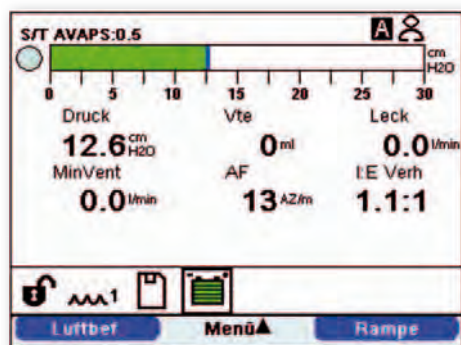 S/T AVAPS:0.5 A
cm
H2O
0 5 10 15 20 25 30
Druck Vte Leck
12.6 cm H2O 0 ml 0.0 l/min
MinVent AF I:E Verh
0.0 l/min 13 AZ/m 1.1:1
1
Luftbef Menü▲ Rampe